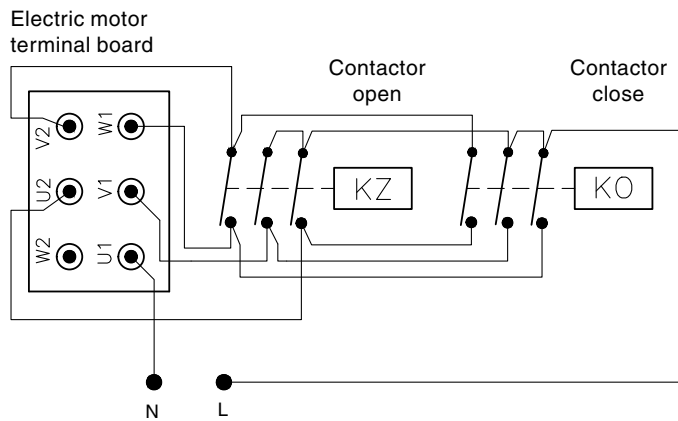 Electric motor
terminal board
Contactor
open
Contactor
close
V2
W1
U2
V1
W2
U1
KZ
KO
N
L